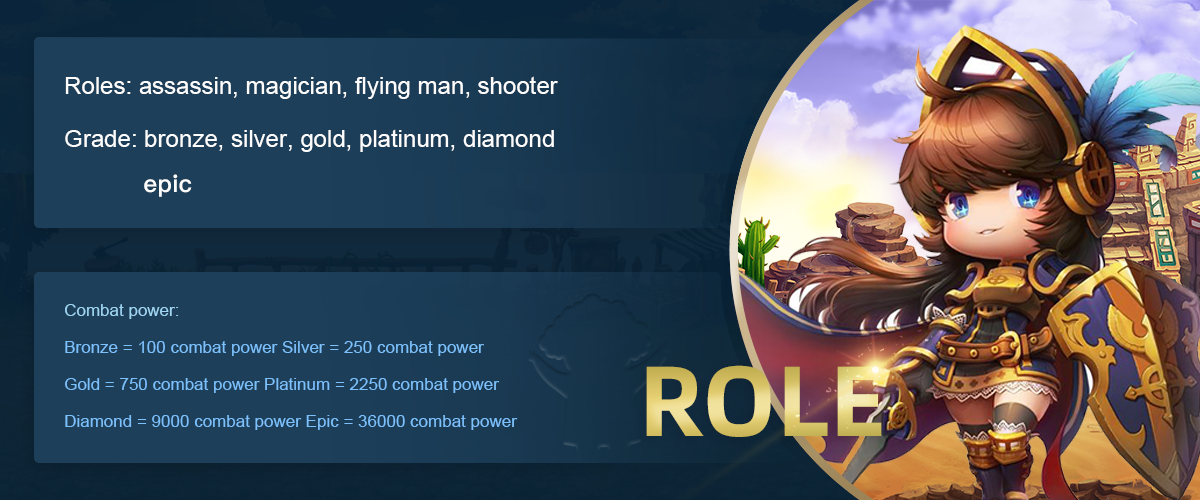 Roles: assassin, magician, flying man, shooter
Grade: bronze, silver, gold, platinum, diamond
epic
Combat power:
Bronze = 100 combat power Silver = 250 combat power
Gold = 750 combat power Platinum = 2250 combat power
Diamond = 9000 combat power Epic = 36000 combat power
ROLE